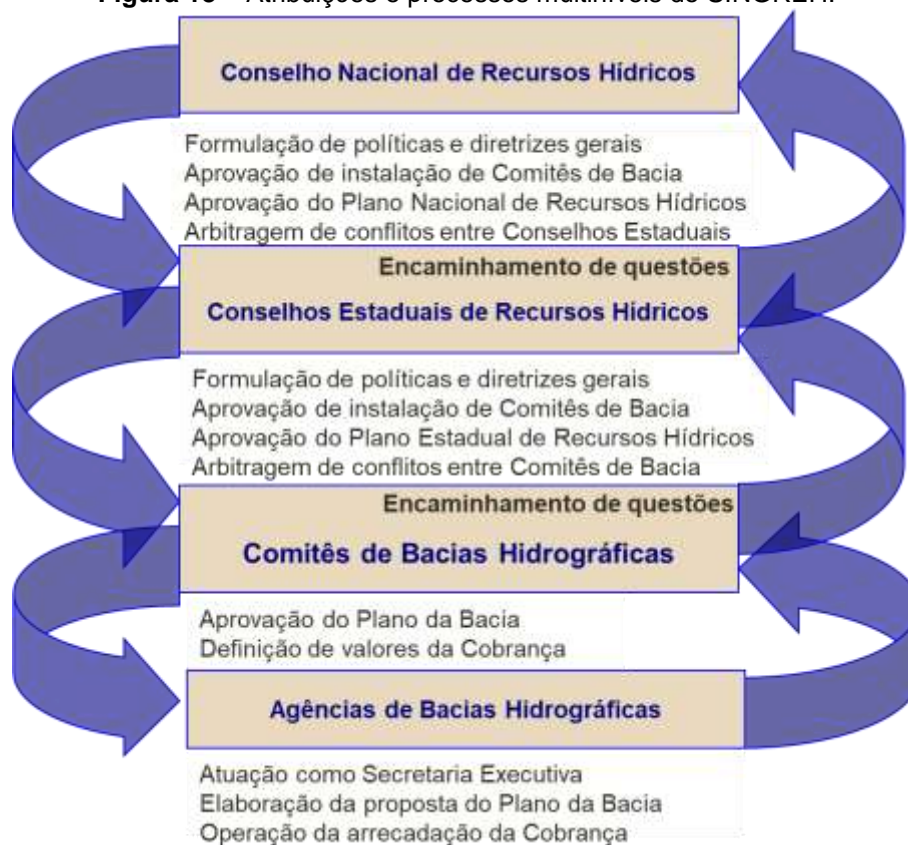 Conselho Nacional de Recursos Hídricos
Formulação de políticas e diretrizes gerais
Aprovação de instalação de Comitês de Bacia
Aprovação do Plano Nacional de Recursos Hídricos
Arbitragem de conflitos entre Conselhos Estaduais
Encaminhamento de questões
Conselhos Estaduais de Recursos Hídricos
Formulação de políticas e diretrizes gerais
Aprovação de instalação de Comitês de Bacia
Aprovação do Plano Estadual de Recursos Hídricos
Arbitragem de conflitos entre Comitês de Bacia
Encaminhamento de questões
Comitês de Bacias Hidrográficas
Aprovação do Plano da Bacia
Definição de valores da Cobrança
Agências de Bacias Hidrográficas
Atuação como Secretaria Executiva
Elaboração da proposta do Plano da Bacia
Operação da arrecadação da Cobrança